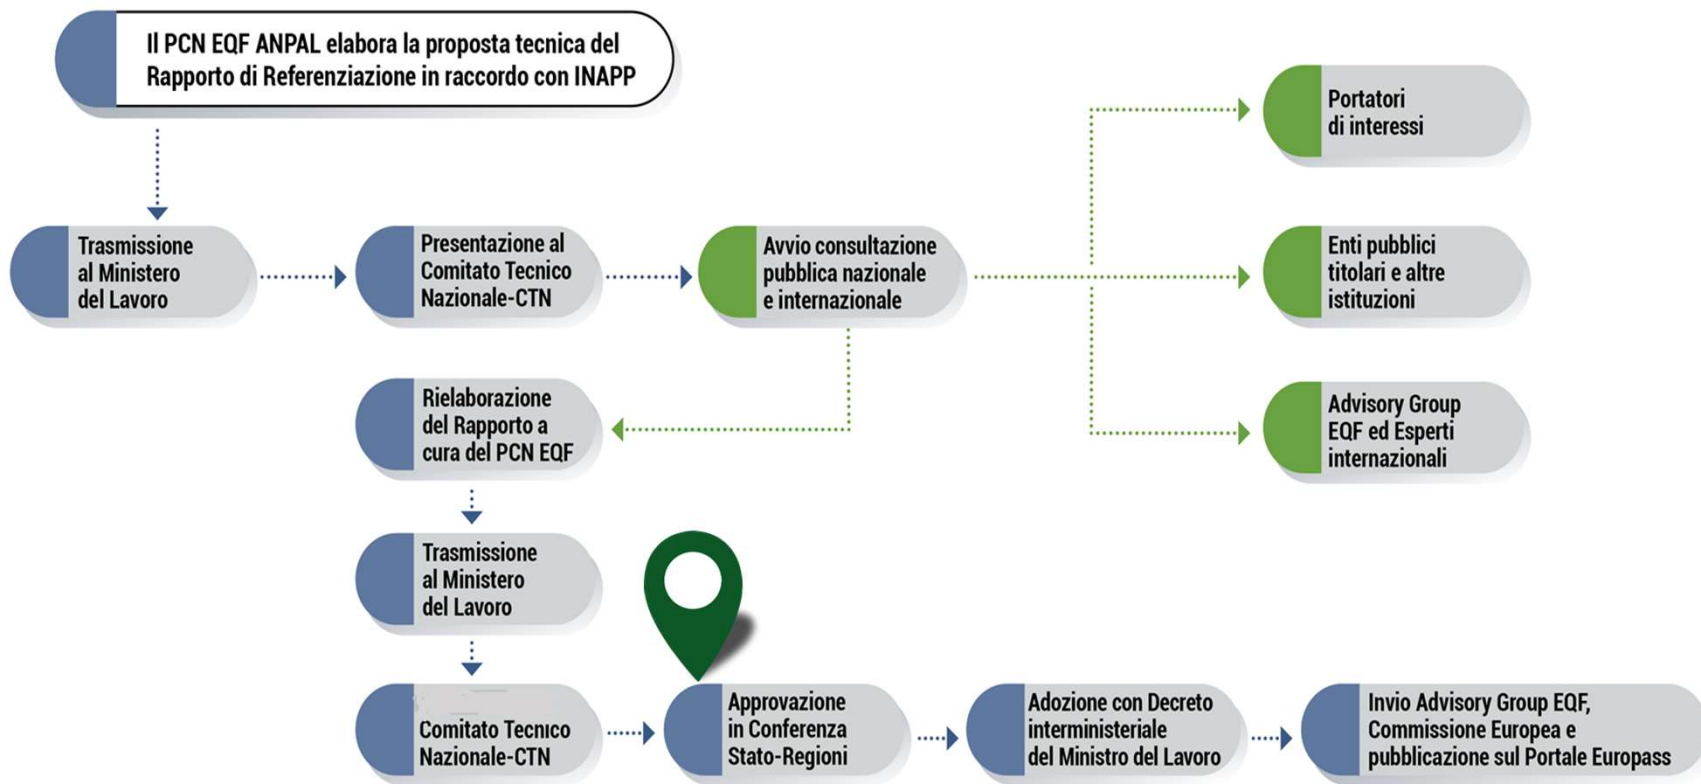 Il PCN EQF ANPAL elabora la proposta tecnica del
Rapporto di Referenziazione in raccordo con INAPP
Trasmissione
al Ministero
del Lavoro
Presentazione al
Comitato Tecnico
Nazionale-CTN
Avvio consultazione
pubblica nazionale
e internazionale
Portatori
di interessi
Enti pubblici
titolari e altre
istituzioni
Advisory Group
EQF ed Esperti
internazionali
Rielaborazione
del Rapporto a
cura del PCN EQF
Trasmissione
al Ministero
del Lavoro
Comitato Tecnico
Nazionale-CTN
Approvazione
in Conferenza
Stato-Regioni
Adozione con Decreto
interministeriale
del Ministro del Lavoro
Invio Advisory Group EQF,
Commissione Europea e
pubblicazione sul Portale Europass